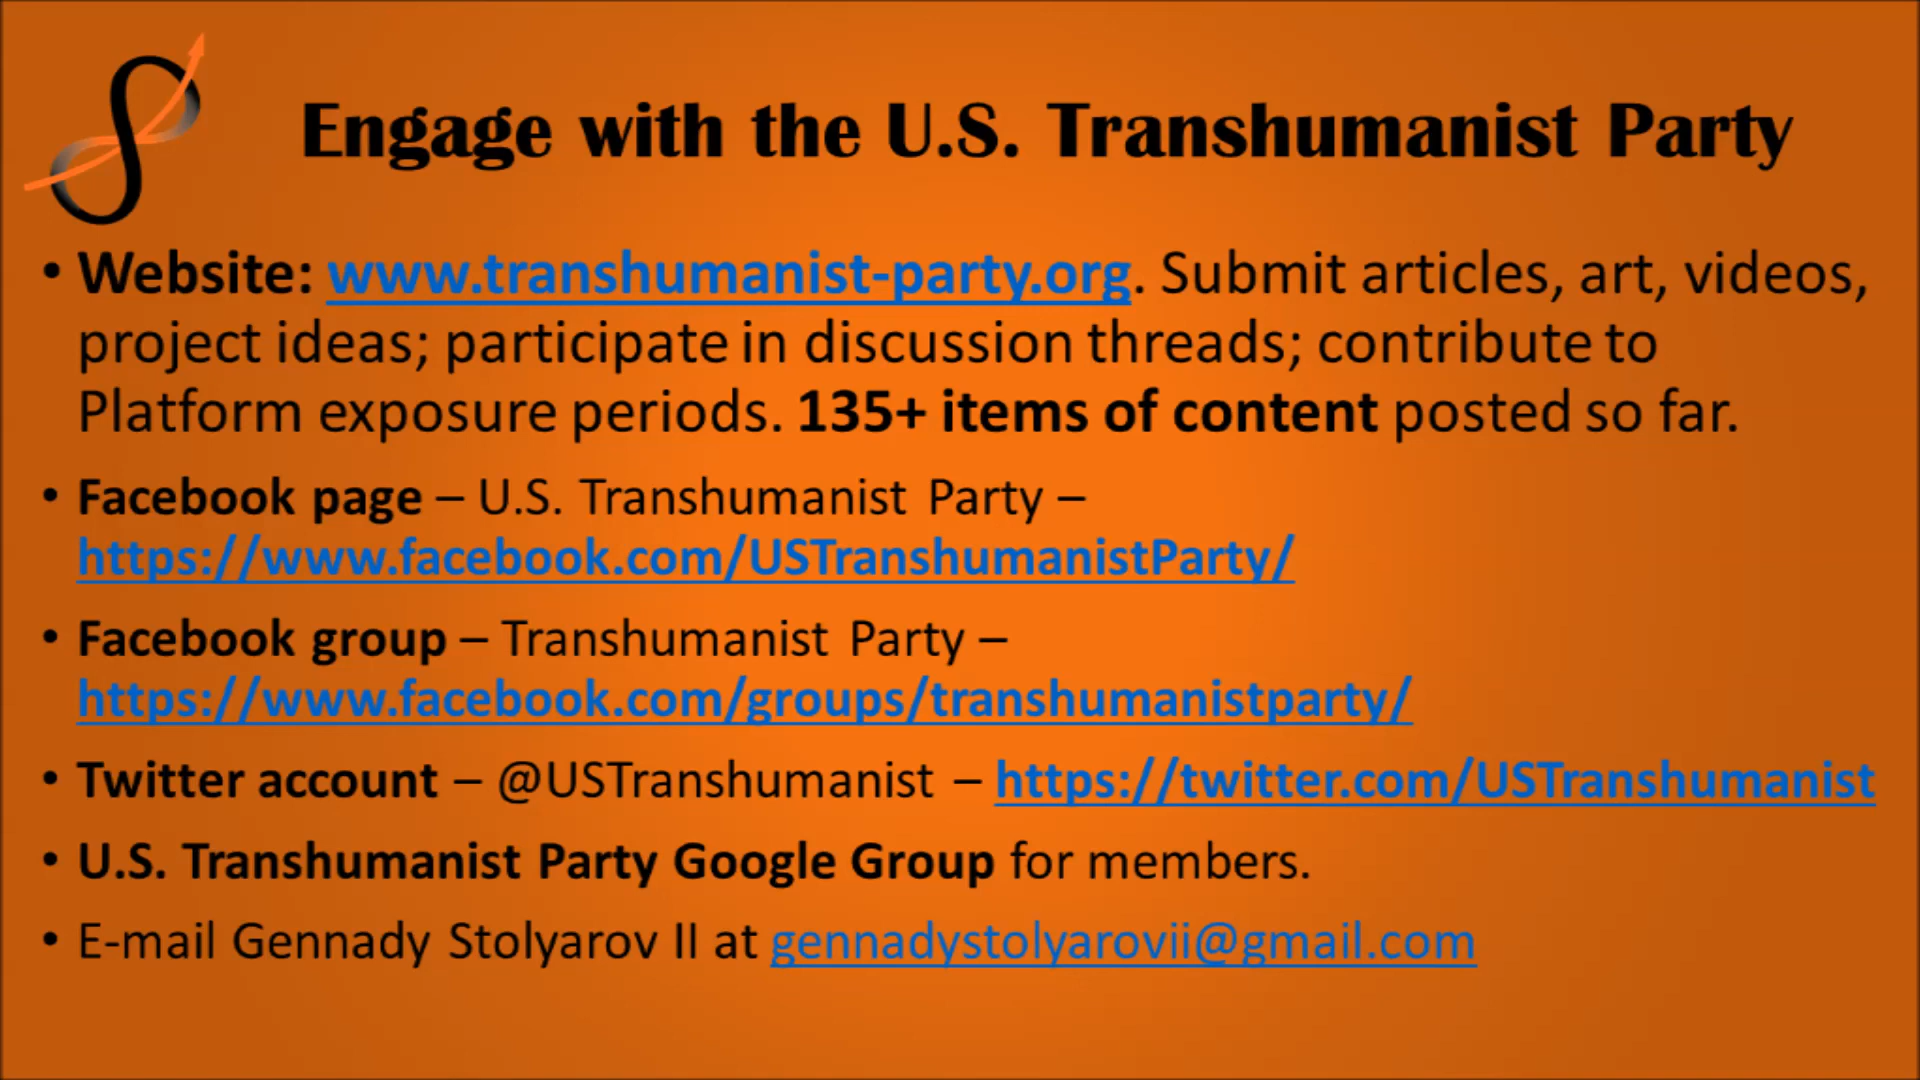 Engage with the U.S. Transhumanist Party
• Website: www.transhumanist-party.org. Submit articles, art, videos,
project ideas; participate in discussion threads; contribute to
Platform exposure periods. 135+ items of content posted so far.
• Facebook page – U.S. Transhumanist Party –
https://www.facebook.com/USTranshumanistParty/
• Facebook group – Transhumanist Party –
https://www.facebook.com/groups/transhumanistparty/
• Twitter account – @USTranshumanist – https://twitter.com/USTranshumanist
• U.S. Transhumanist Party Google Group for members.
• E-mail Gennady Stolyarov II at gennadystolyarovii@gmail.com